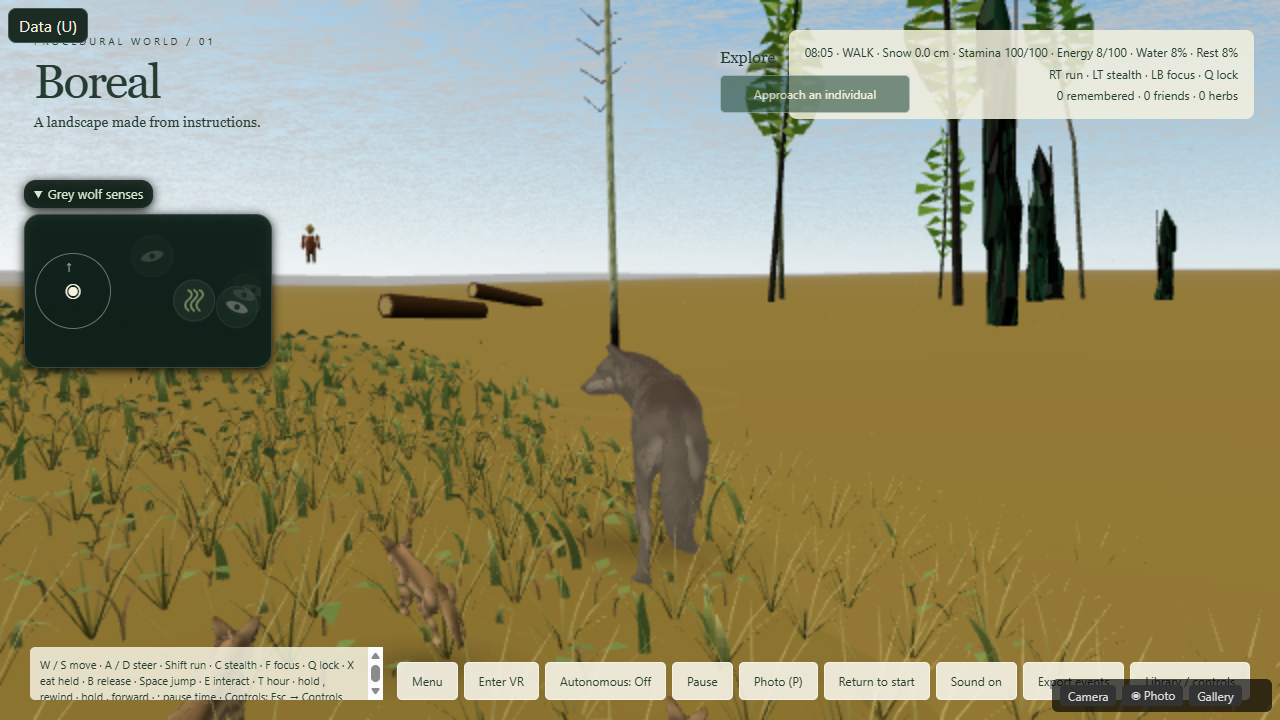 Data (U)
PROCEDURAL WORLD / 01
Boreal
A landscape made from instructions.
Explore
08:05 · WALK · Snow 0.0 cm · Stamina 100/100 · Energy 8/100 · Water 8% · Rest 8%
RT run · LT stealth · LB focus · Q lock
0 remembered · 0 friends · 0 herbs
Approach an individual
▼ Grey wolf senses
W / S move · A / D steer · Shift run · C stealth · F focus · Q lock · X
eat held · B release · Space jump · E interact · T hour · hold ,
rewind · hold . forward · ; pause time · Controls: Esc → Controls
Menu
Enter VR
Autonomous: Off
Pause
Photo (P)
Return to start
Sound on
Export events
Library / controls
Camera
◉ Photo
Gallery